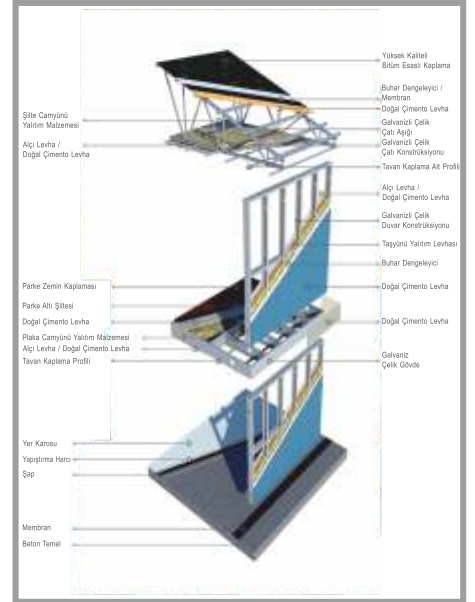 Yüksek Kaliteli
Bitüm Esaslı Kaplama
Buhar Dengeleyici /
Membran
Doğal Çimento Levha
Galvanizli Çelik
Çatı Aşığı
Galvanizli Çelik
Çatı Konstrüksiyonu
Tavan Kaplama Alt Profili
Alçı Levha /
Doğal Çimento Levha
Galvanizli Çelik
Duvar Konstrüksiyonu
Taşyünü Yalıtım Levhası
Buhar Dengeleyici
Doğal Çimento Levha
Doğal Çimento Levha
Galvaniz
Çelik Gövde
Şilte Camyünü
Yalıtım Malzemesi
Alçı Levha /
Doğal Çimento Levha
Parke Zemin Kaplaması
Parke Altı Şiltesi
Doğal Çimento Levha
Plaka Camyünü Yalıtım Malzemesi
Alçı Levha / Doğal Çimento Levha
Tavan Kaplama Profili
Yer Karosu
Yapıştırma Harcı
Şap
Membran
Beton Temel